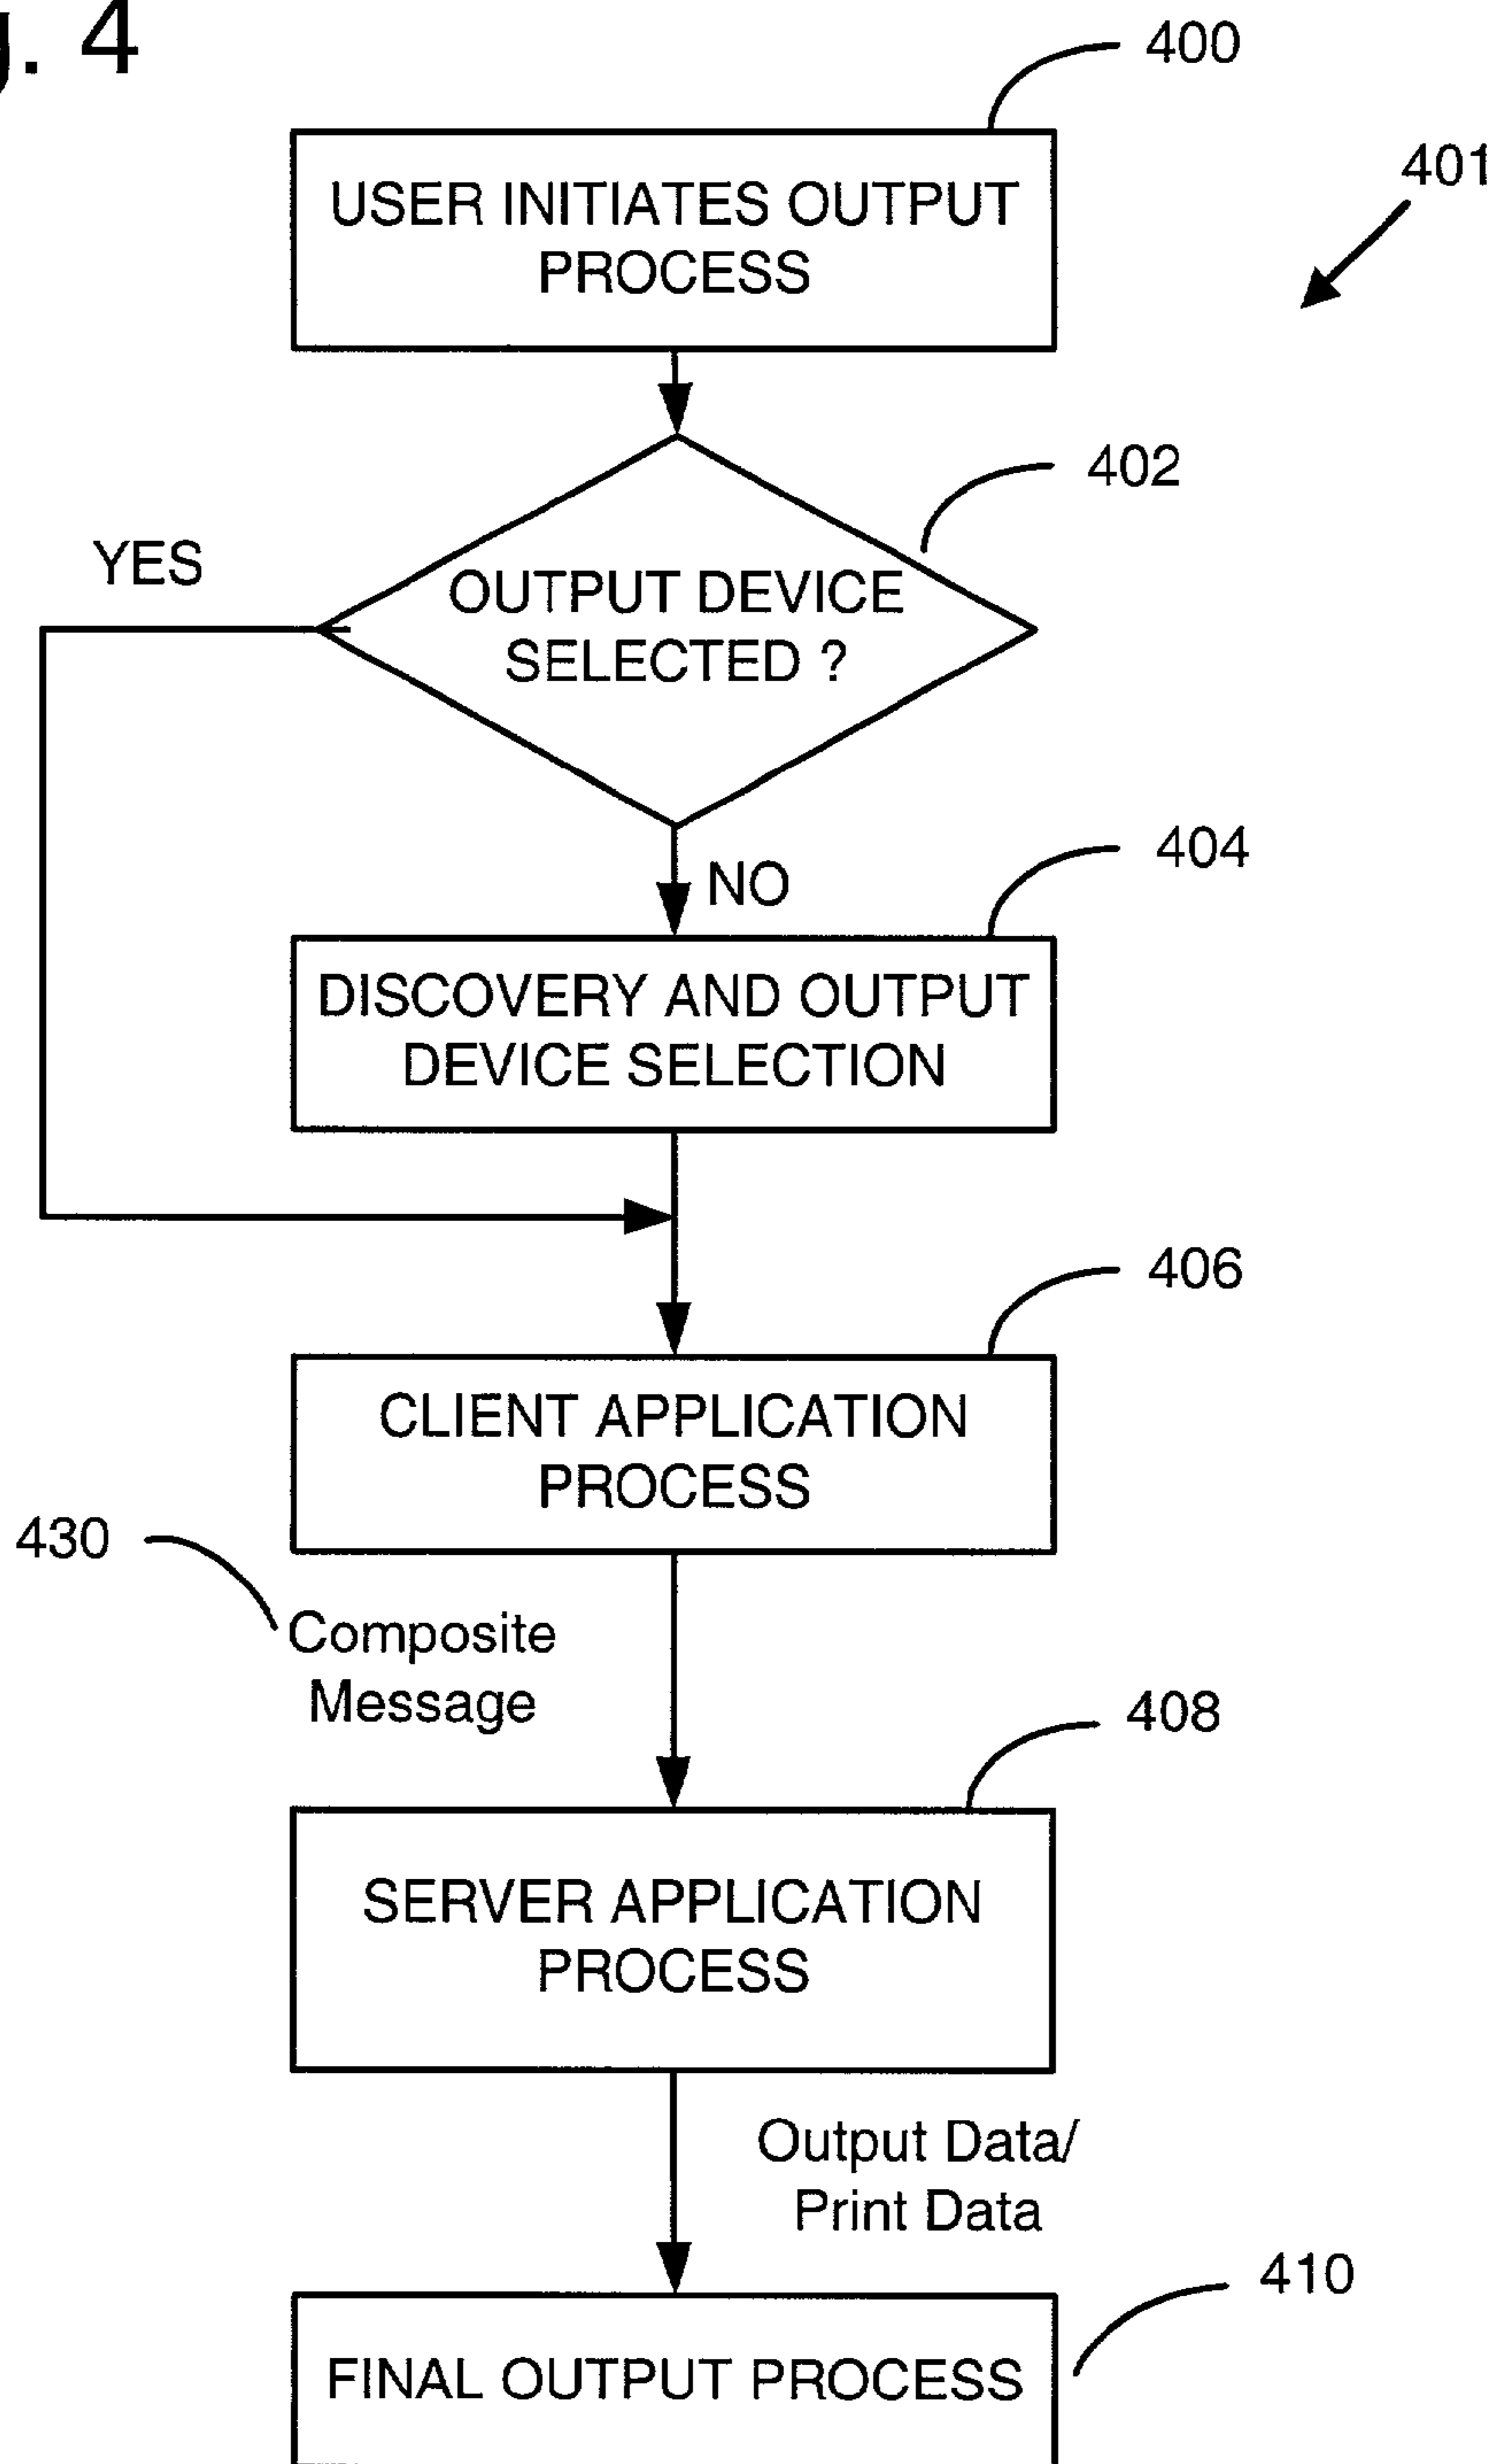 . 4
400
401
USER INITIATES OUTPUT
PROCESS
402
YES
OUTPUT DEVICE
SELECTED ?
NO
404
DISCOVERY AND OUTPUT
DEVICE SELECTION
406
CLIENT APPLICATION
PROCESS
430
Composite
Message
408
SERVER APPLICATION
PROCESS
Output Data/
Print Data
410
FINAL OUTPUT PROCESS